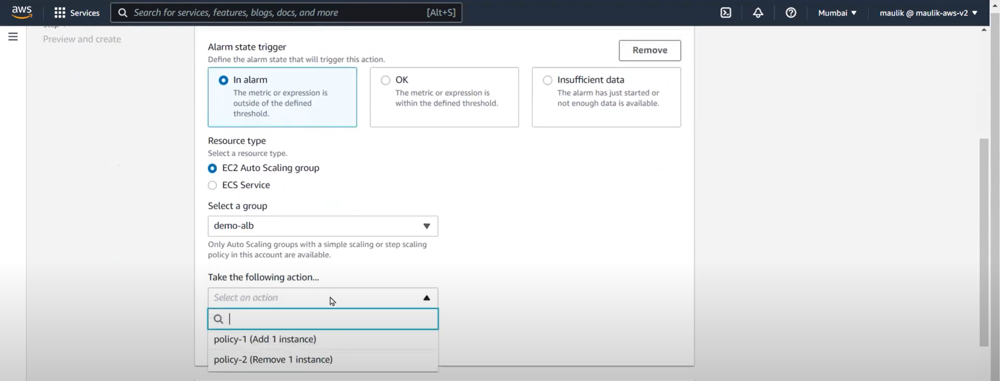 aws
Services
Search for services, features, blogs, docs, and more
[Alt+S]
Mumbai
maulik @ maulik-aws-v2
Preview and create
Alarm state trigger
Define the alarm state that will trigger this action.
Remove
In alarm
The metric or expression is
outside of the defined
threshold.
OK
The metric or expression is
within the defined threshold.
Insufficient data
The alarm has just started or
not enough data is available.
Resource type
Select a resource type.
EC2 Auto Scaling group
ECS Service
Select a group
demo-alb
Only Auto Scaling groups with a simple scaling or step scaling
policy in this account are available.
Take the following action...
Select an action
policy-1 (Add 1 instance)
policy-2 (Remove 1 instance)